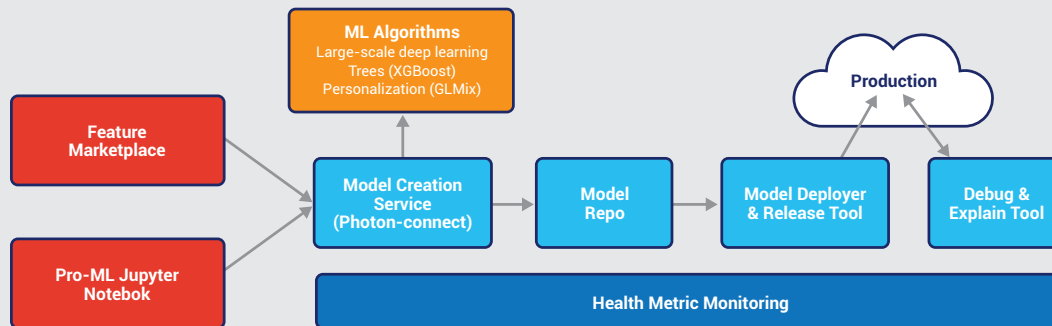 ML Algorithms
Large-scale deep learning
Trees (XGBoost)
Personalization (GLMix)
Production
Feature
Marketplace
Model Creation
Service
(Photon-connect)
Model
Repo
Model Deployer
& Release Tool
Debug &
Explain Tool
Pro-ML Jupyter
Notebok
Health Metric Monitoring